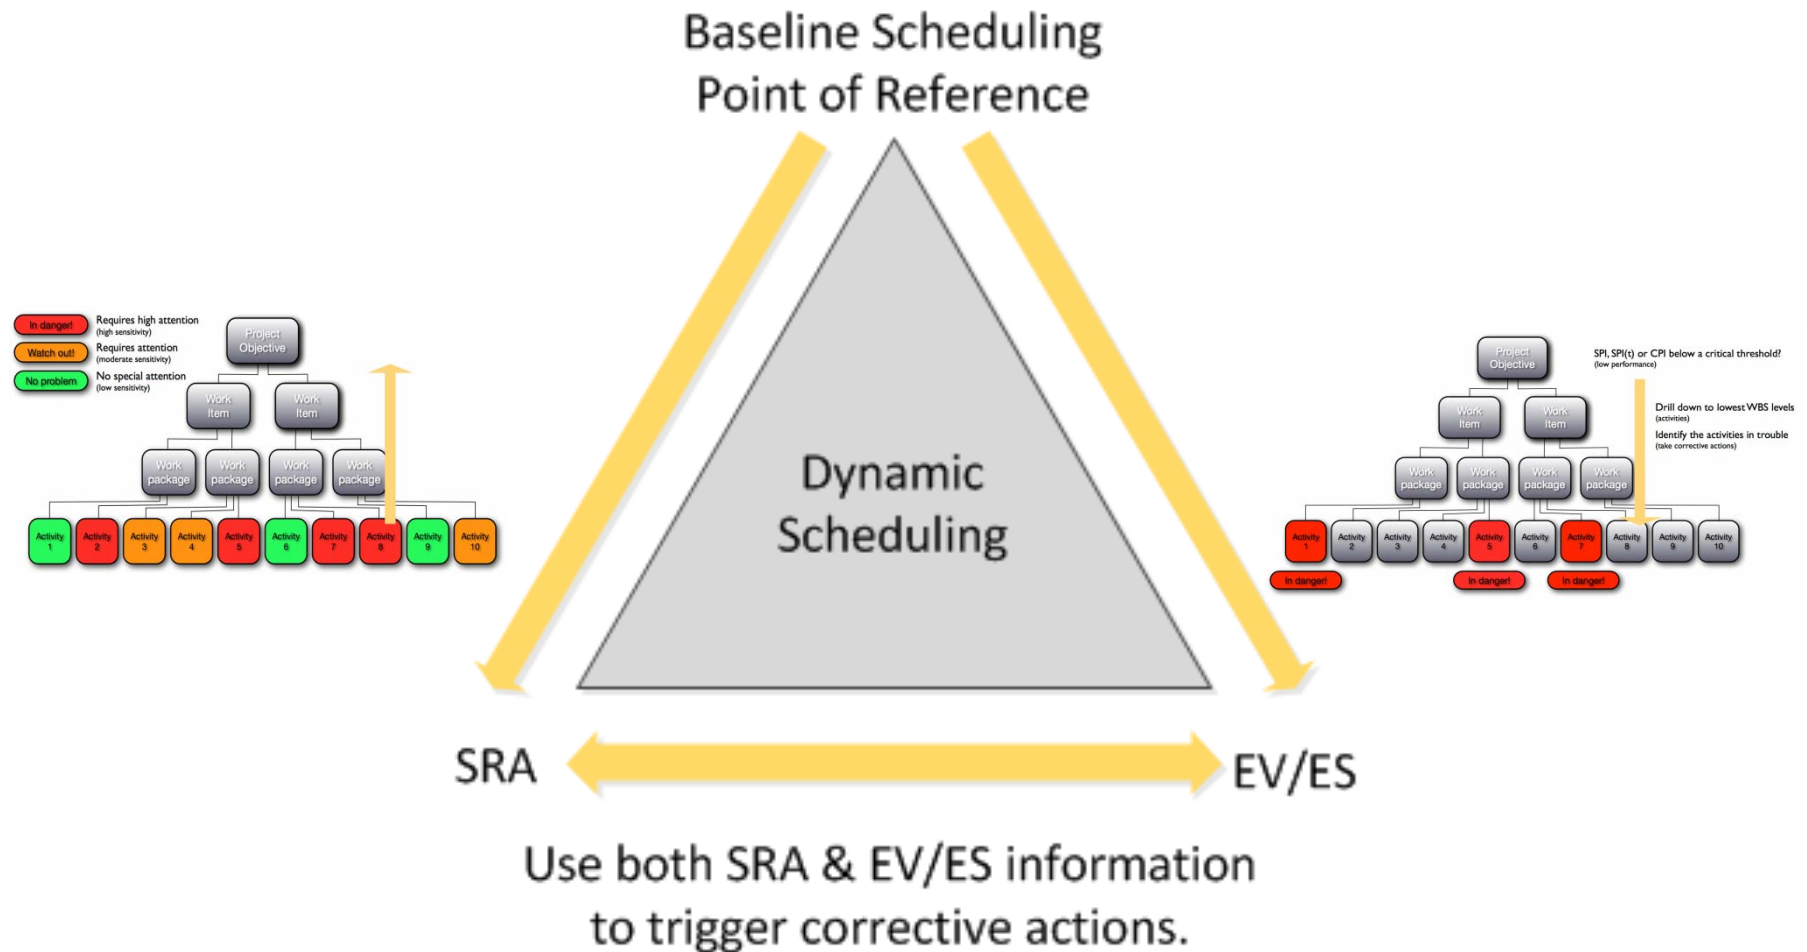 Baseline Scheduling
Point of Reference
In danger!
Requires high attention
(high sensitivity)
Watch out!
Requires attention
(moderate sensitivity)
No problem
No special attention
(low sensitivity)
Project
Objective
Work
Item
Work
Item
Work
package
Work
package
Work
package
Work
package
Activity
1
Activity
2
Activity
3
Activity
4
Activity
5
Activity
6
Activity
7
Activity
8
Activity
9
Activity
10
Dynamic
Scheduling
Project
Objective
SPI, SPI(t) or CPI below a critical threshold?
(low performance)
Work
Item
Work
Item
Drill down to lowest WBS levels
(activities)
Identify the activities in trouble
(take corrective actions)
Work
package
Work
package
Work
package
Work
package
Activity
1
Activity
2
Activity
3
Activity
4
Activity
5
Activity
6
Activity
7
Activity
8
Activity
9
Activity
10
In danger!
In danger!
In danger!
SRA
EV/ES
Use both SRA & EV/ES information
to trigger corrective actions.